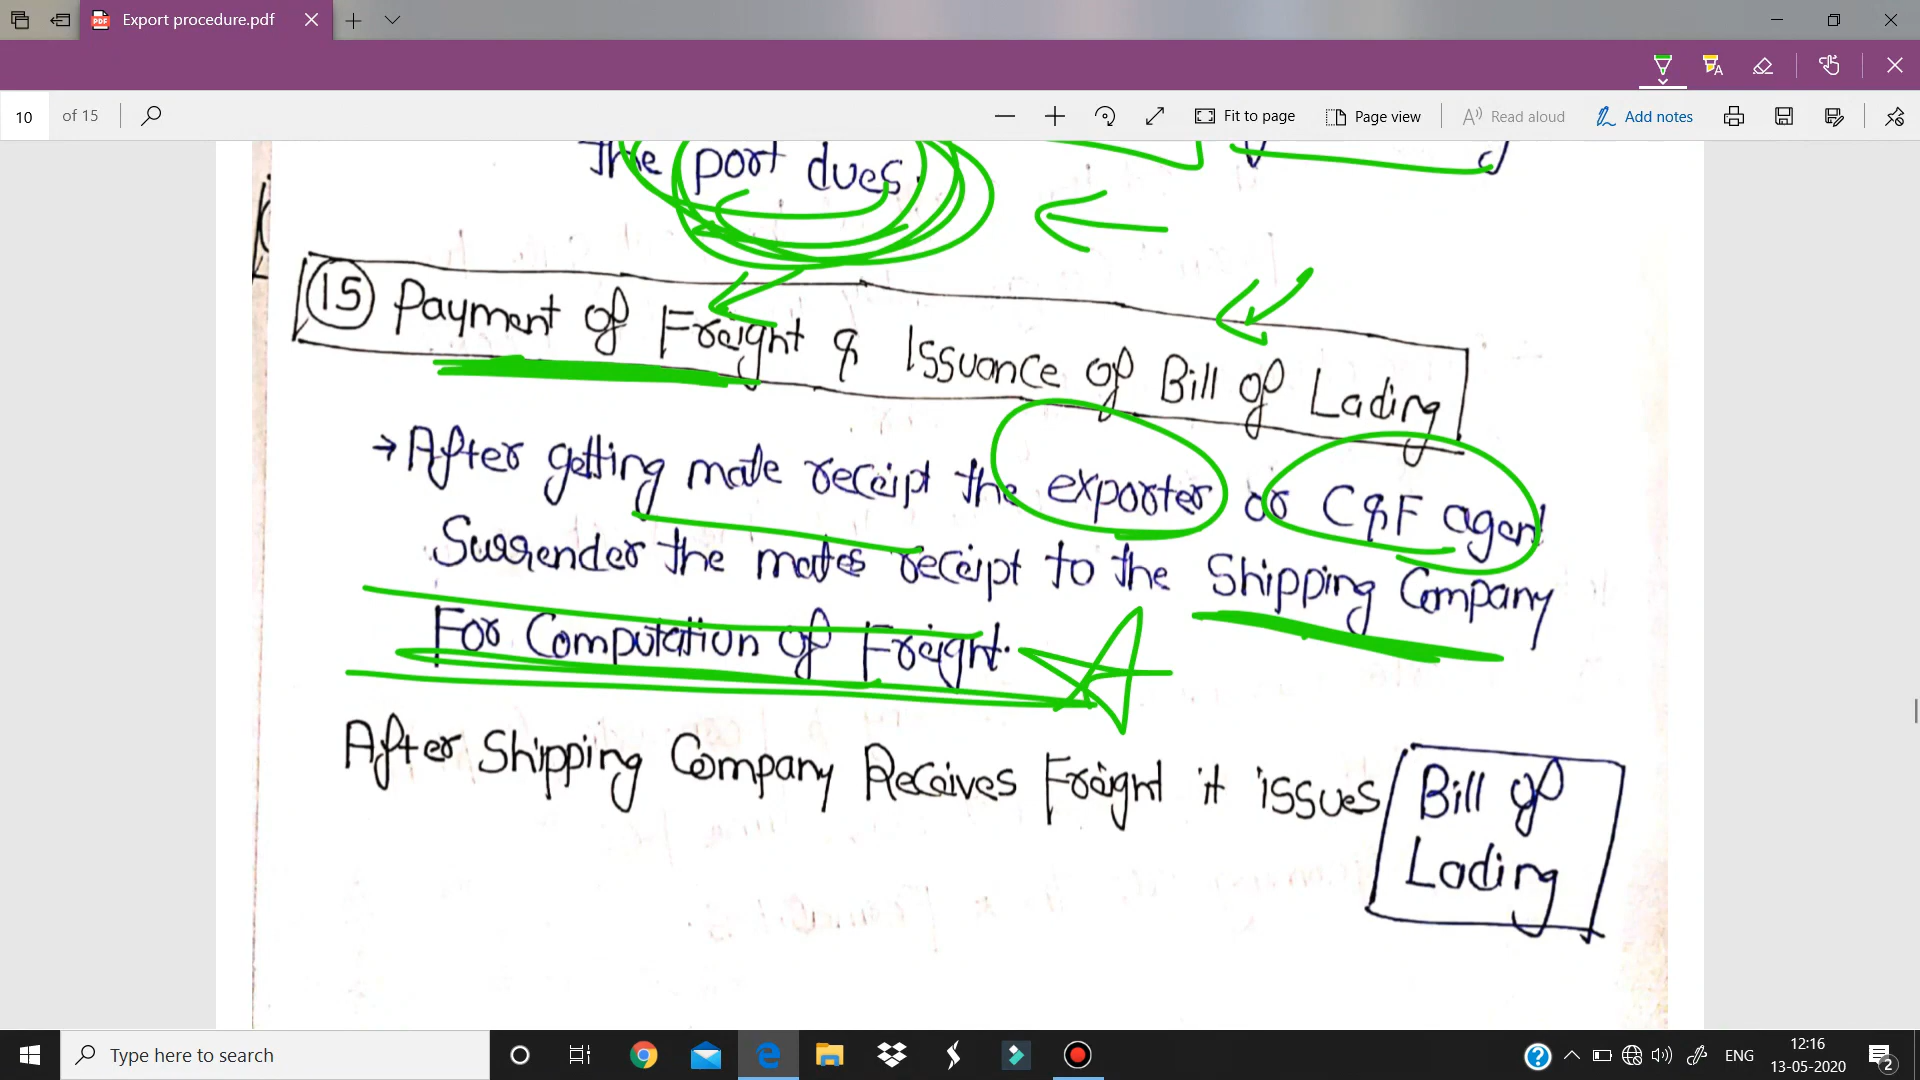 Export procedure.pdf
10 of 15
Fit to page Page view Read aloud Add notes
The port dues.
15 Payment of Freight & Issuance of Bill of Lading
→ After getting mate receipt the exporter or C&F agent
Surrender the mates receipt to the Shipping Company
For Computation of Freight.
After Shipping Company Receives Freight it issues Bill of
Lading
Type here to search
ENG
12:16
13-05-2020
2